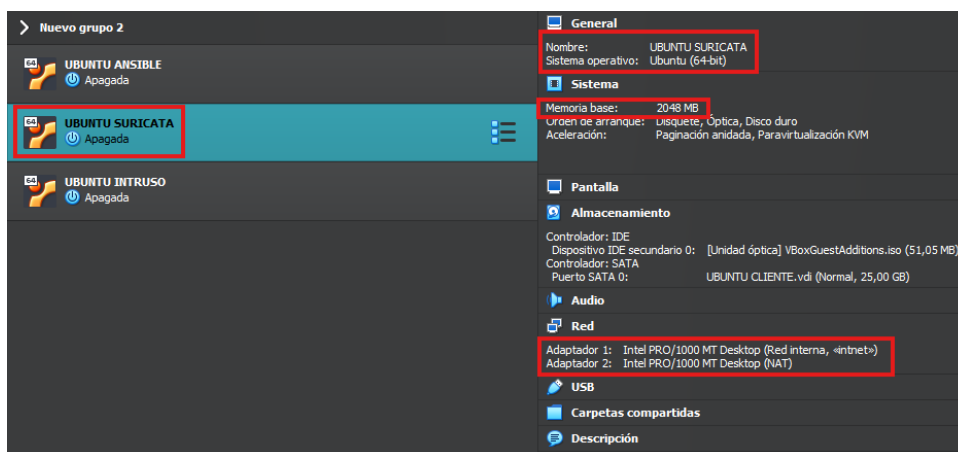 Nuevo grupo 2
64
UBUNTU ANSIBLE
Apagada
64
UBUNTU SURICATA
Apagada
64
UBUNTU INTRUSO
Apagada
General
Nombre: UBUNTU SURICATA
Sistema operativo: Ubuntu (64-bit)
Sistema
Memoria base: 2048 MB
Orden de arranque: Disquete, Óptica, Disco duro
Aceleración: Paginación anidada, Paravirtualización KVM
Pantalla
Almacenamiento
Controlador: IDE
Dispositivo IDE secundario 0: [Unidad óptica] VBoxGuestAdditions.iso (51,05 MB)
Controlador: SATA
Puerto SATA 0: UBUNTU CLIENTE.vdi (Normal, 25,00 GB)
Audio
Red
Adaptador 1: Intel PRO/1000 MT Desktop (Red interna, «intnet»)
Adaptador 2: Intel PRO/1000 MT Desktop (NAT)
USB
Carpetas compartidas
Descripción